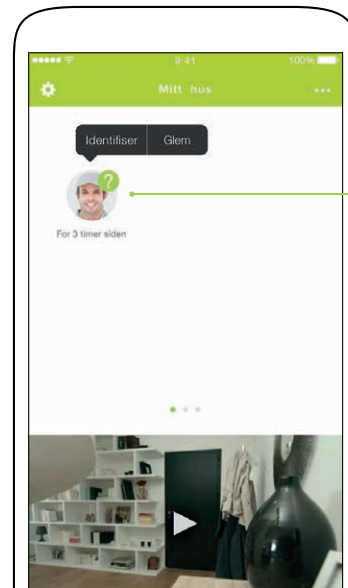 9:41
100%
Mitt hus
Identifiser Glem
?
For 3 timer siden